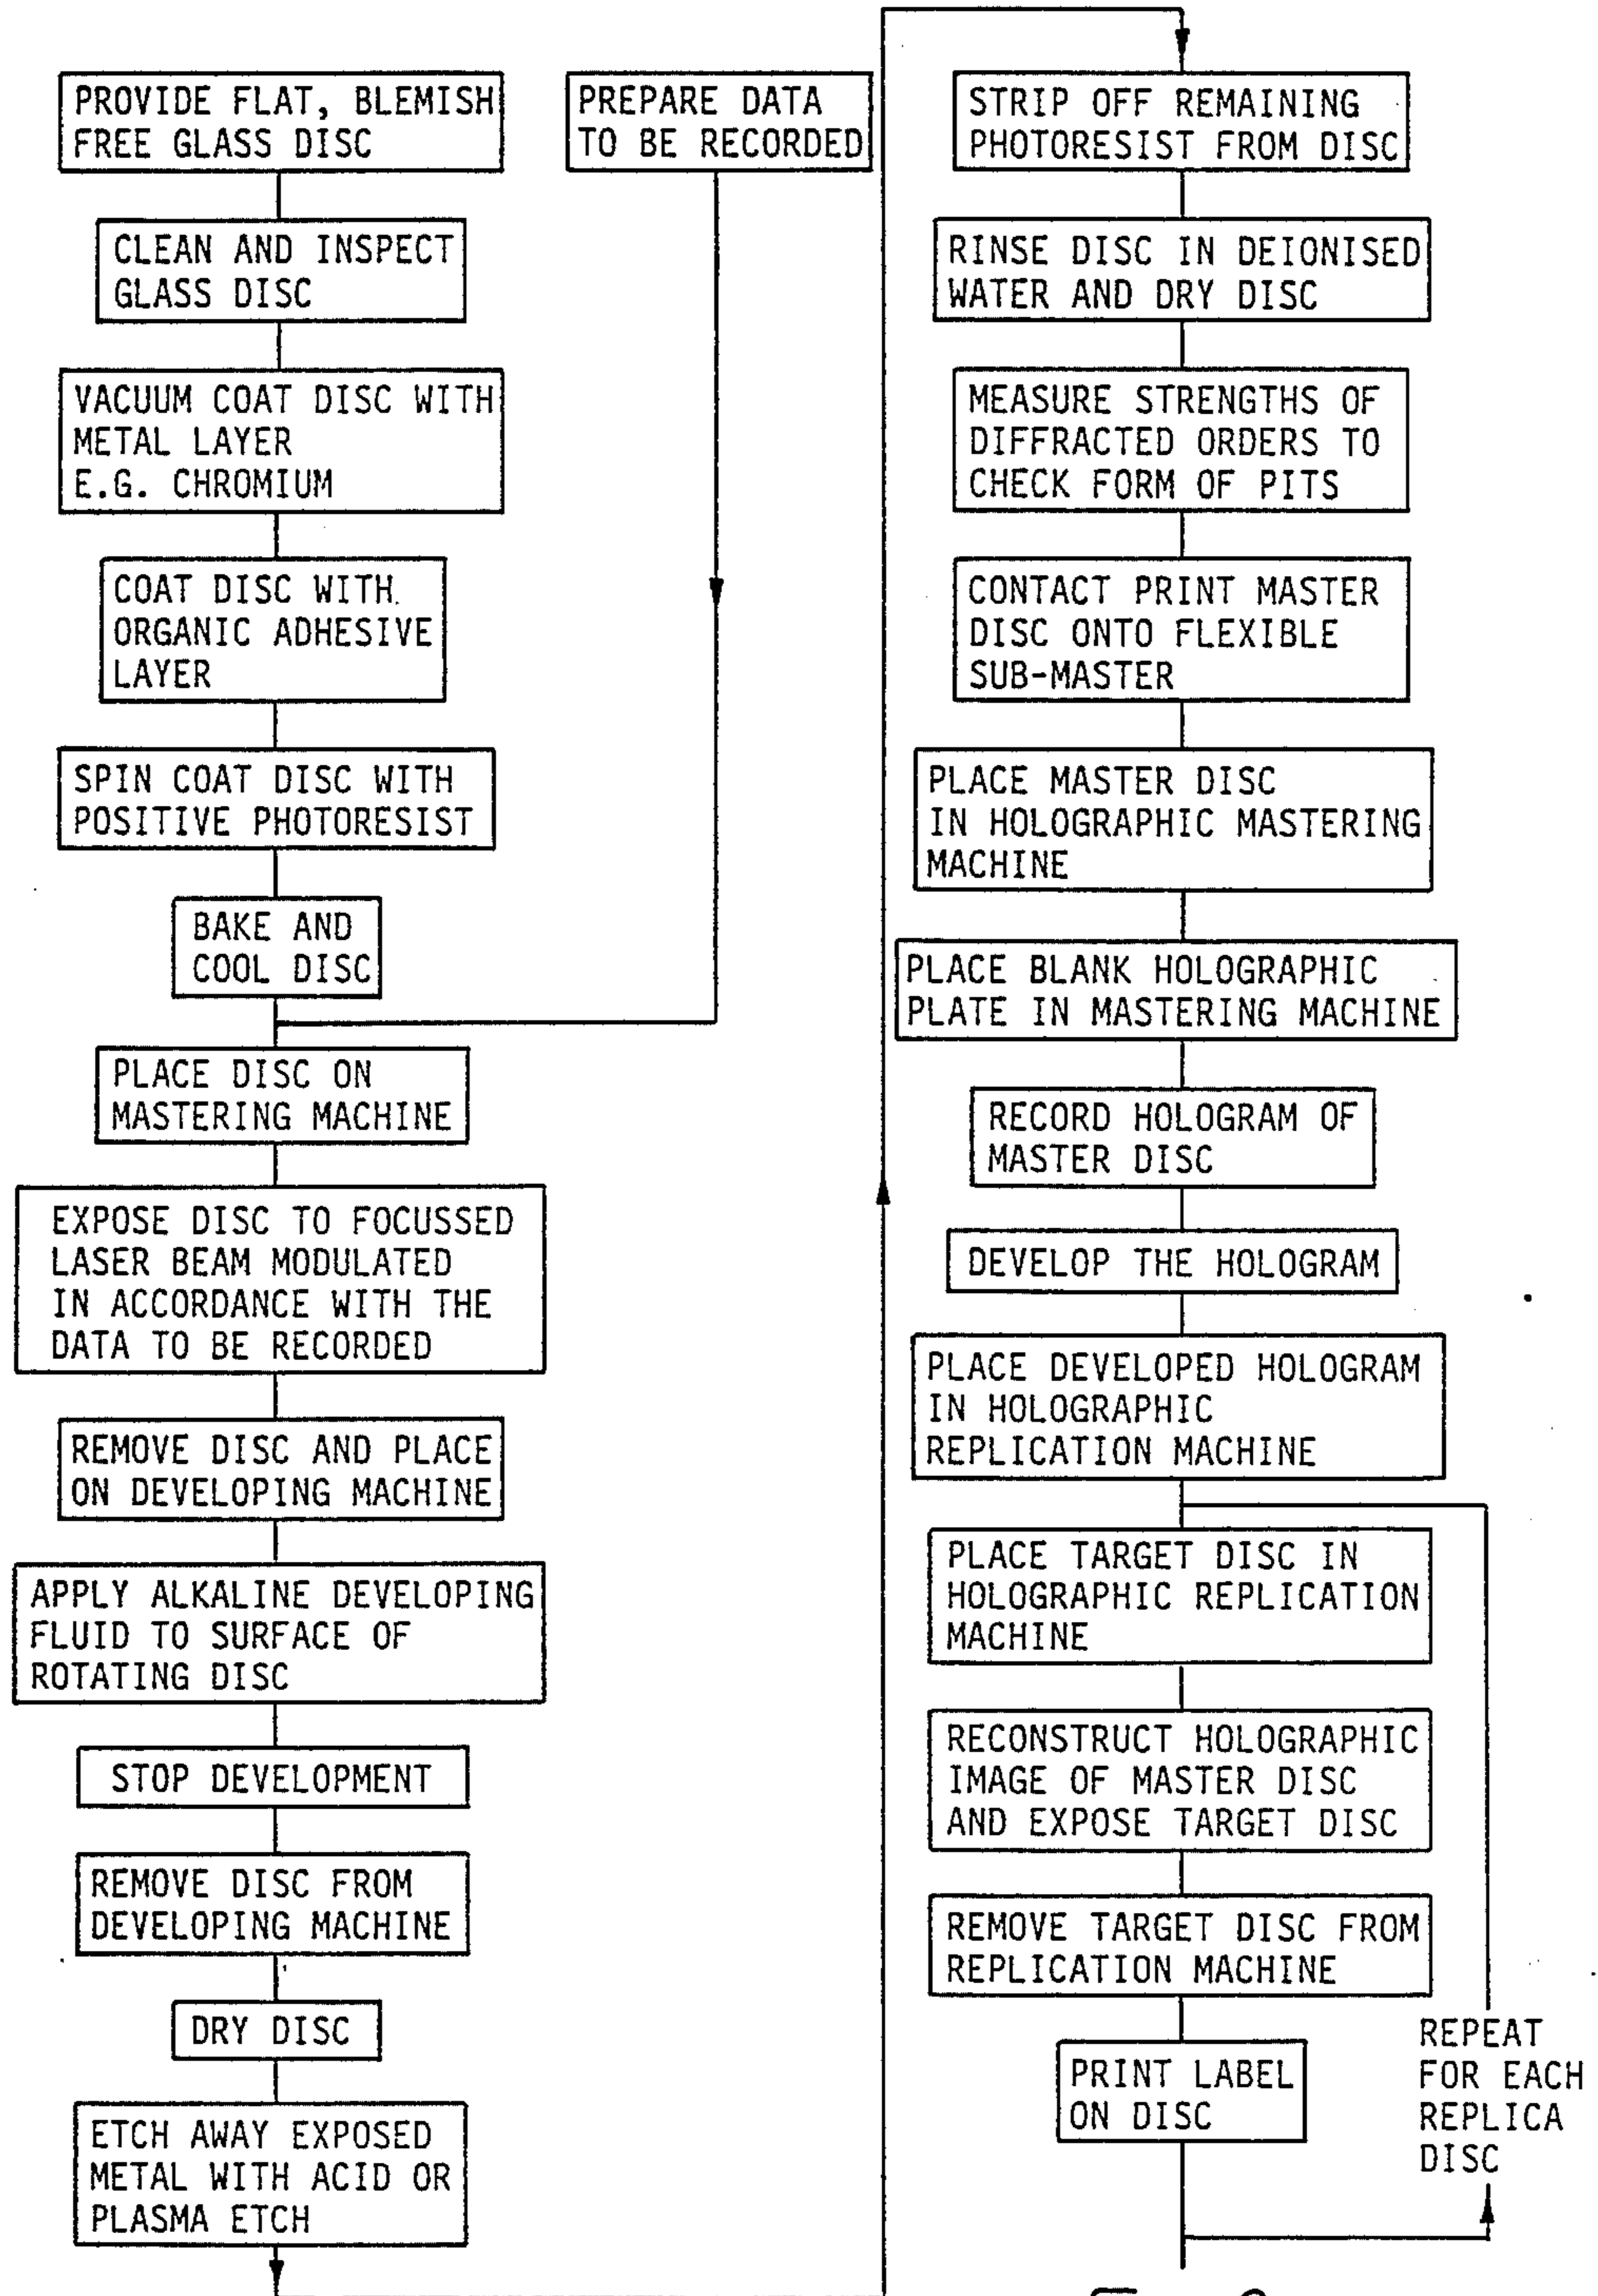 PROVIDE FLAT, BLEMISH
FREE GLASS DISC
CLEAN AND INSPECT
GLASS DISC
VACUUM COAT DISC WITH
METAL LAYER
E.G. CHROMIUM
COAT DISC WITH
ORGANIC ADHESIVE
LAYER
SPIN COAT DISC WITH
POSITIVE PHOTORESIST
BAKE AND
COOL DISC
PREPARE DATA
TO BE RECORDED
PLACE DISC ON
MASTERING MACHINE
EXPOSE DISC TO FOCUSSED
LASER BEAM MODULATED
IN ACCORDANCE WITH THE
DATA TO BE RECORDED
REMOVE DISC AND PLACE
ON DEVELOPING MACHINE
APPLY ALKALINE DEVELOPING
FLUID TO SURFACE OF
ROTATING DISC
STOP DEVELOPMENT
REMOVE DISC FROM
DEVELOPING MACHINE
DRY DISC
ETCH AWAY EXPOSED
METAL WITH ACID OR
PLASMA ETCH
STRIP OFF REMAINING
PHOTORESIST FROM DISC
RINSE DISC IN DEIONISED
WATER AND DRY DISC
MEASURE STRENGTHS OF
DIFFRACTED ORDERS TO
CHECK FORM OF PITS
CONTACT PRINT MASTER
DISC ONTO FLEXIBLE
SUB-MASTER
PLACE MASTER DISC
IN HOLOGRAPHIC MASTERING
MACHINE
PLACE BLANK HOLOGRAPHIC
PLATE IN MASTERING MACHINE
RECORD HOLOGRAM OF
MASTER DISC
DEVELOP THE HOLOGRAM
PLACE DEVELOPED HOLOGRAM
IN HOLOGRAPHIC
REPLICATION MACHINE
PLACE TARGET DISC IN
HOLOGRAPHIC REPLICATION
MACHINE
RECONSTRUCT HOLOGRAPHIC
IMAGE OF MASTER DISC
AND EXPOSE TARGET DISC
REMOVE TARGET DISC FROM
REPLICATION MACHINE
PRINT LABEL
ON DISC
REPEAT
FOR EACH
REPLICA
DISC